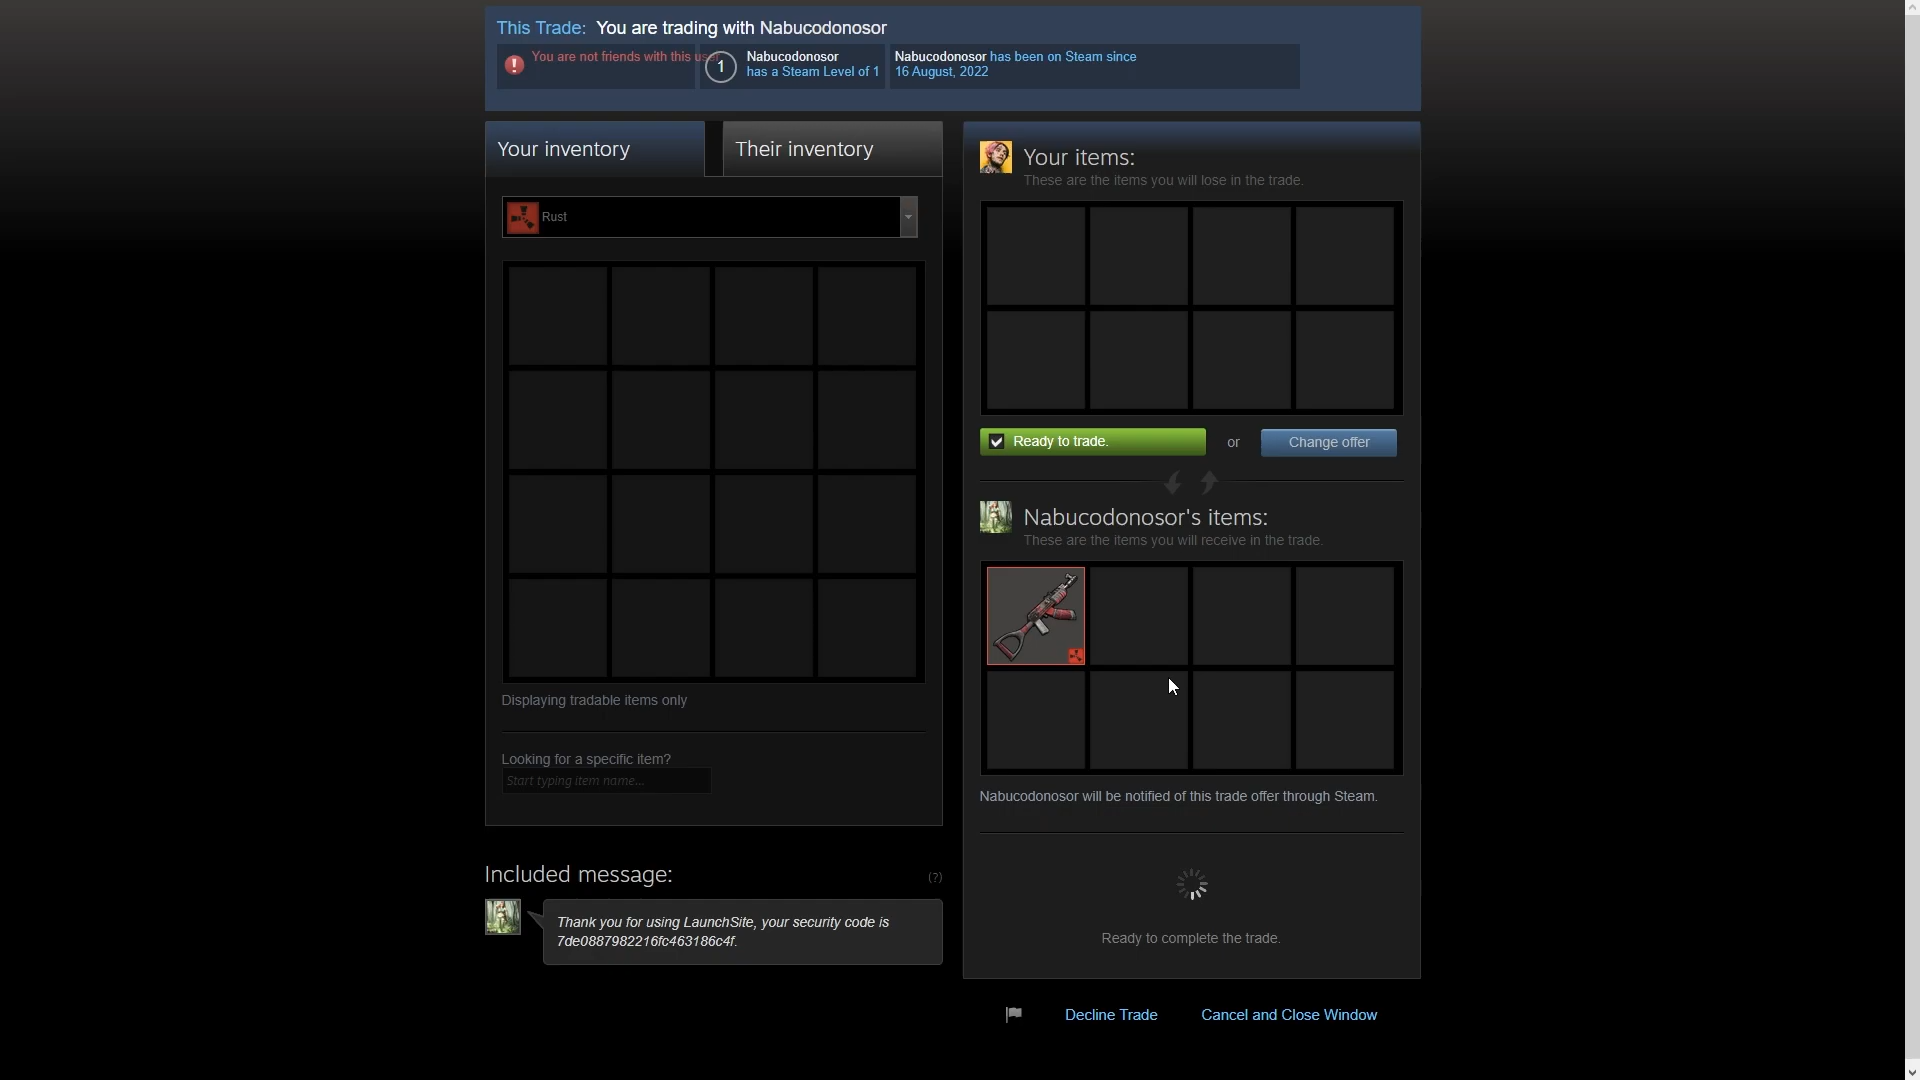 This Trade: You are trading with Nabucodonosor
You are not friends with this user
1
Nabucodonosor
has a Steam Level of 1
Nabucodonosor has been on Steam since
16 August, 2022
Your inventory
Their inventory
Rust
Displaying tradable items only
Looking for a specific item?
Start typing item name...
Included message:
(?)
Thank you for using LaunchSite, your security code is
7de0887982216fc463186c4f.
Your items:
These are the items you will lose in the trade.
Ready to trade.
or
Change offer
Nabucodonosor's items:
These are the items you will receive in the trade.
Nabucodonosor will be notified of this trade offer through Steam.
Ready to complete the trade.
Decline Trade
Cancel and Close Window